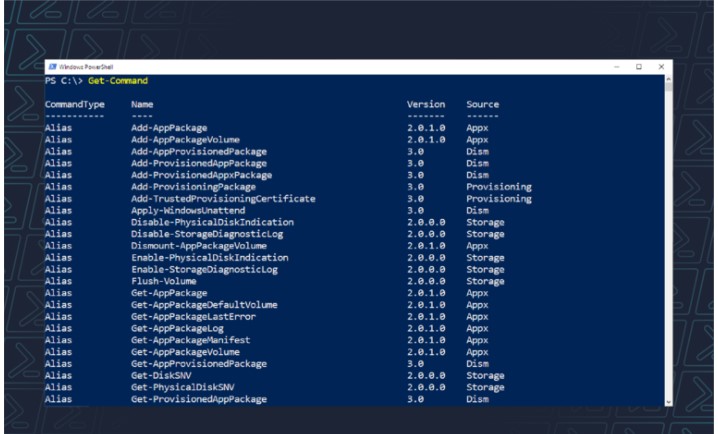 Windows PowerShell
PS C:\> Get-Command
CommandType Name Version Source
----------- ---- ------- ------
Alias Add-AppPackage 2.0.1.0 Appx
Alias Add-AppPackageVolume 2.0.1.0 Appx
Alias Add-AppProvisionedPackage 3.0 Dism
Alias Add-ProvisionedAppPackage 3.0 Dism
Alias Add-ProvisionedAppxPackage 3.0 Dism
Alias Add-ProvisioningPackage 3.0 Provisioning
Alias Add-TrustedProvisioningCertificate 3.0 Provisioning
Alias Apply-WindowsUnattend 3.0 Dism
Alias Disable-PhysicalDiskIndication 2.0.0.0 Storage
Alias Disable-StorageDiagnosticLog 2.0.0.0 Storage
Alias Dismount-AppPackageVolume 2.0.1.0 Appx
Alias Enable-PhysicalDiskIndication 2.0.0.0 Storage
Alias Enable-StorageDiagnosticLog 2.0.0.0 Storage
Alias Flush-Volume 2.0.0.0 Storage
Alias Get-AppPackage 2.0.1.0 Appx
Alias Get-AppPackageDefaultVolume 2.0.1.0 Appx
Alias Get-AppPackageLastError 2.0.1.0 Appx
Alias Get-AppPackageLog 2.0.1.0 Appx
Alias Get-AppPackageManifest 2.0.1.0 Appx
Alias Get-AppPackageVolume 2.0.1.0 Appx
Alias Get-AppProvisionedPackage 3.0 Dism
Alias Get-DiskSNV 2.0.0.0 Storage
Alias Get-PhysicalDiskSNV 2.0.0.0 Storage
Alias Get-ProvisionedAppPackage 3.0 Dism